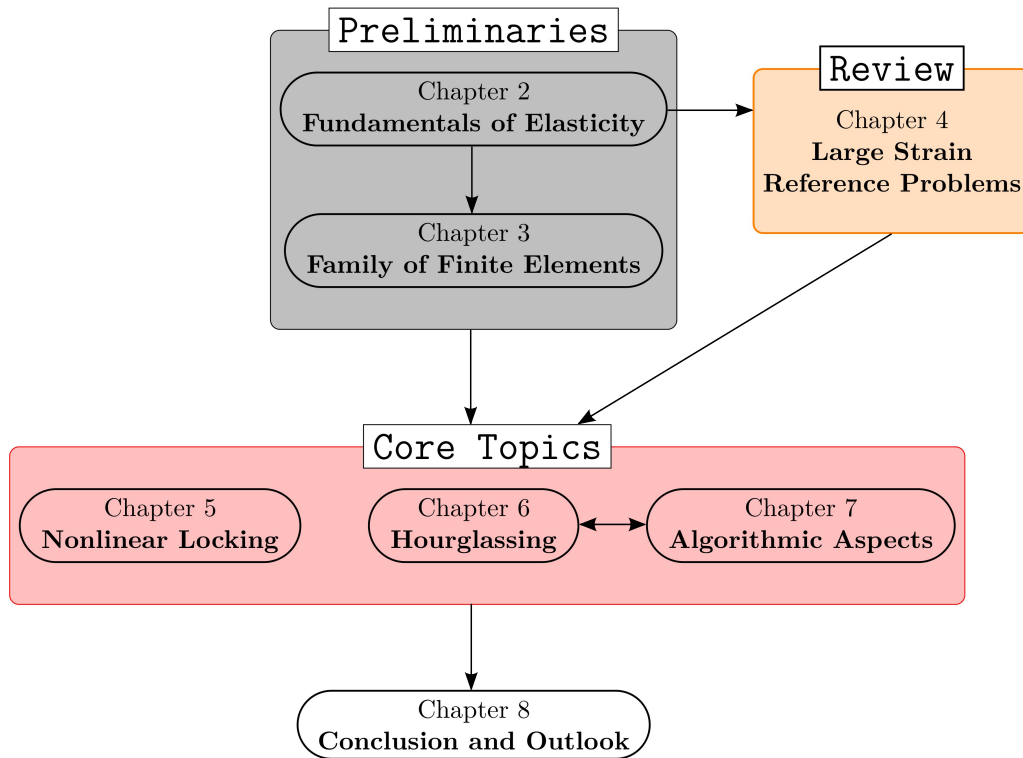 Preliminaries
Chapter 2
Fundamentals of Elasticity
Chapter 3
Family of Finite Elements
Review
Chapter 4
Large Strain
Reference Problems
Core Topics
Chapter 5
Nonlinear Locking
Chapter 6
Hourglassing
Chapter 7
Algorithmic Aspects
Chapter 8
Conclusion and Outlook